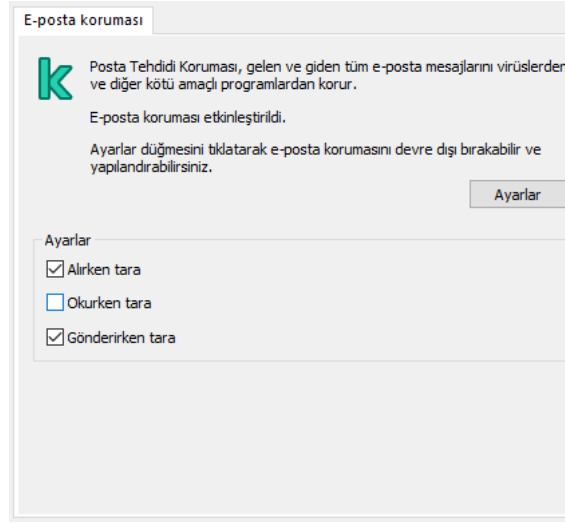 E-posta koruması
Posta Tehdidi Koruması, gelen ve giden tüm e-posta mesajlarını virüslerden
ve diğer kötü amaçlı programlardan korur.
E-posta koruması etkinleştirildi.
Ayarlar düğmesini tıklatarak e-posta korumasını devre dışı bırakabilir ve
yapılandırabilirsiniz.
Ayarlar
Ayarlar
Alırken tara
Okurken tara
Gönderirken tara